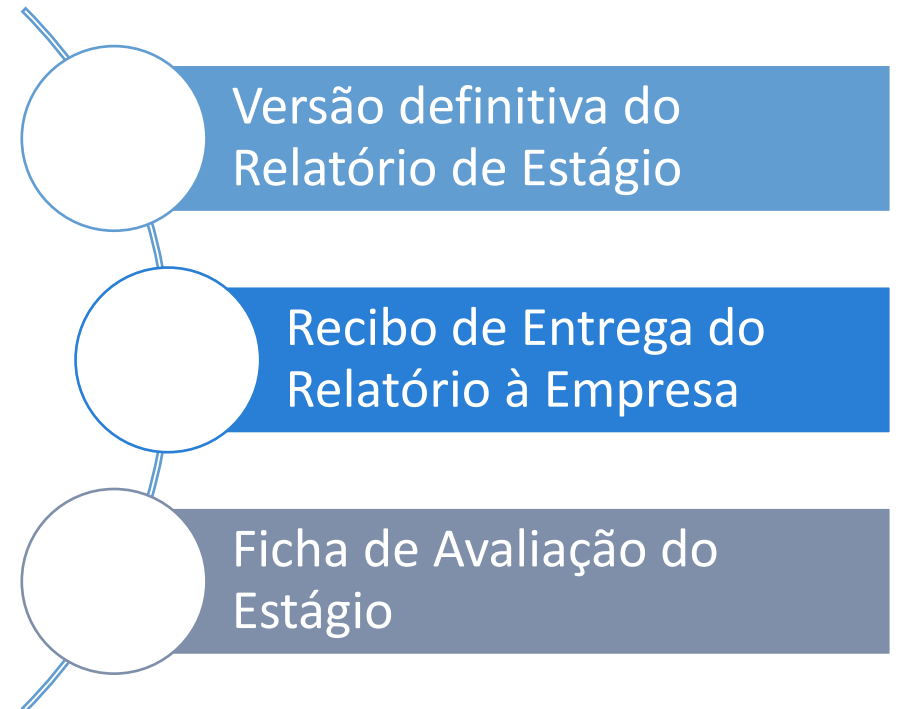 Versão definitiva do
Relatório de Estágio
Recibo de Entrega do
Relatório à Empresa
Ficha de Avaliação do
Estágio